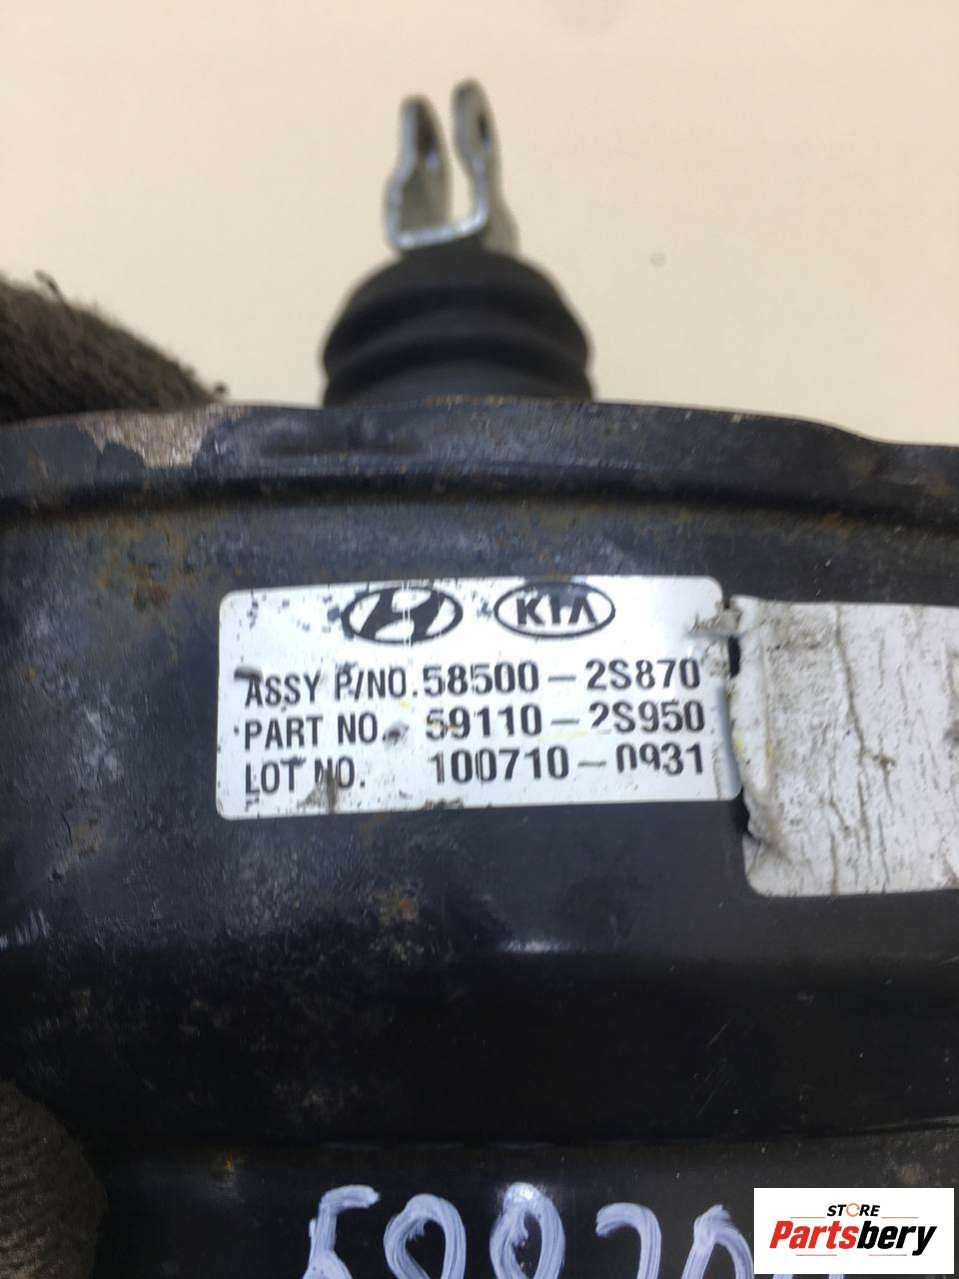 KIA
ASSY P/NO.58500-2S870
PART NO. 59110-2S950
LOT NO. 100710-0931
STORE
Partsbery